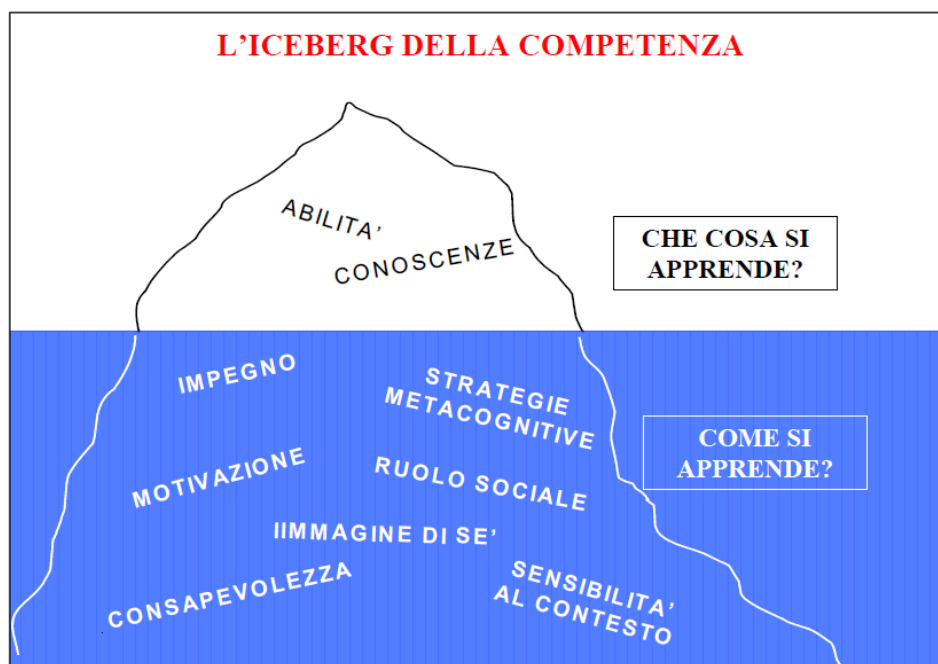 L'ICEBERG DELLA COMPETENZA
ABILITA'
CONOSCENZE
CHE COSA SI
APPRENDE?
IMPEGNO
STRATEGIE
METACOGNITIVE
COME SI
APPRENDE?
MOTIVAZIONE
RUOLO SOCIALE
IIMMAGINE DI SE'
CONSAPEVOLEZZA
SENSIBILITA'
AL CONTESTO